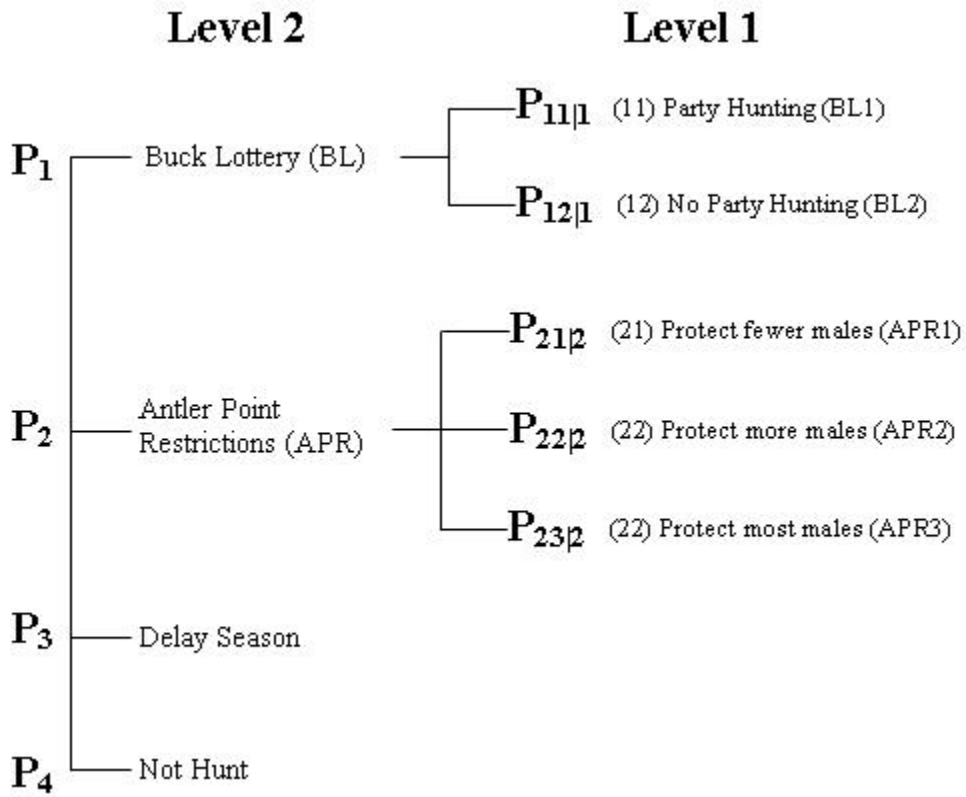 Level 2 Level 1
P11|1 (11) Party Hunting (BL1)
P1 Buck Lottery (BL)
P12|1 (12) No Party Hunting (BL2)
P21|2 (21) Protect fewer males (APR1)
P2 Antler Point
Restrictions (APR)
P22|2 (22) Protect more males (APR2)
P23|2 (22) Protect most males (APR3)
P3 Delay Season
P4 Not Hunt